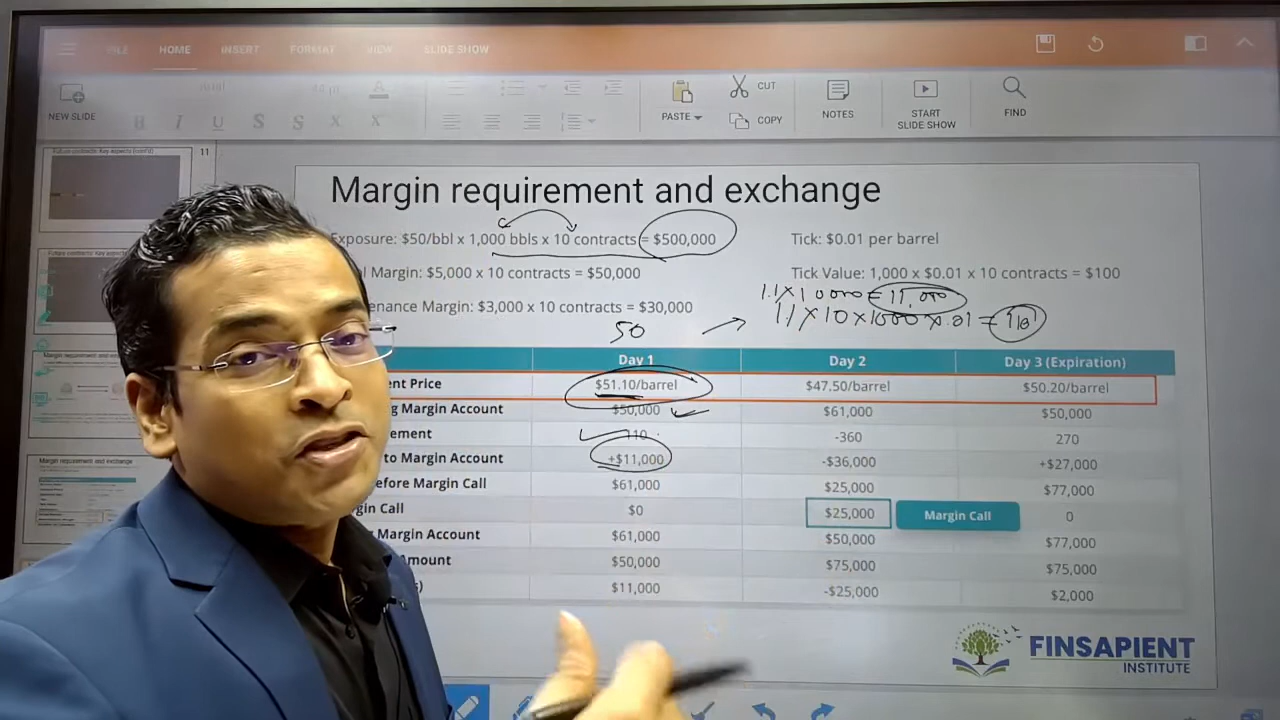 FILE HOME INSERT FORMAT VIEW SLIDE SHOW
NEW SLIDE
B I U S S X X
PASTE
CUT
COPY
NOTES
START
SLIDE SHOW
FIND
11
Margin requirement and exchange
Exposure: $50/bbl x 1,000 bbls x 10 contracts = $500,000
Tick: $0.01 per barrel
Margin: $5,000 x 10 contracts = $50,000
Tick Value: 1,000 x $0.01 x 10 contracts = $100
Margin: $3,000 x 10 contracts = $30,000
1.1 x 10000 = 11,000
1.1 x 10 x 1000 x .01 = 110
50
Day 1 Day 2 Day 3 (Expiration)
Price $51.10/barrel $47.50/barrel $50.20/barrel
Margin Account $50,000 $61,000 $50,000
110 -360 270
to Margin Account +$11,000 -$36,000 +$27,000
Before Margin Call $61,000 $25,000 $77,000
Call $0 $25,000 Margin Call 0
Margin Account $61,000 $50,000 $77,000
Amount $50,000 $75,000 $75,000
$11,000 -$25,000 $2,000
FINSAPIENT
INSTITUTE